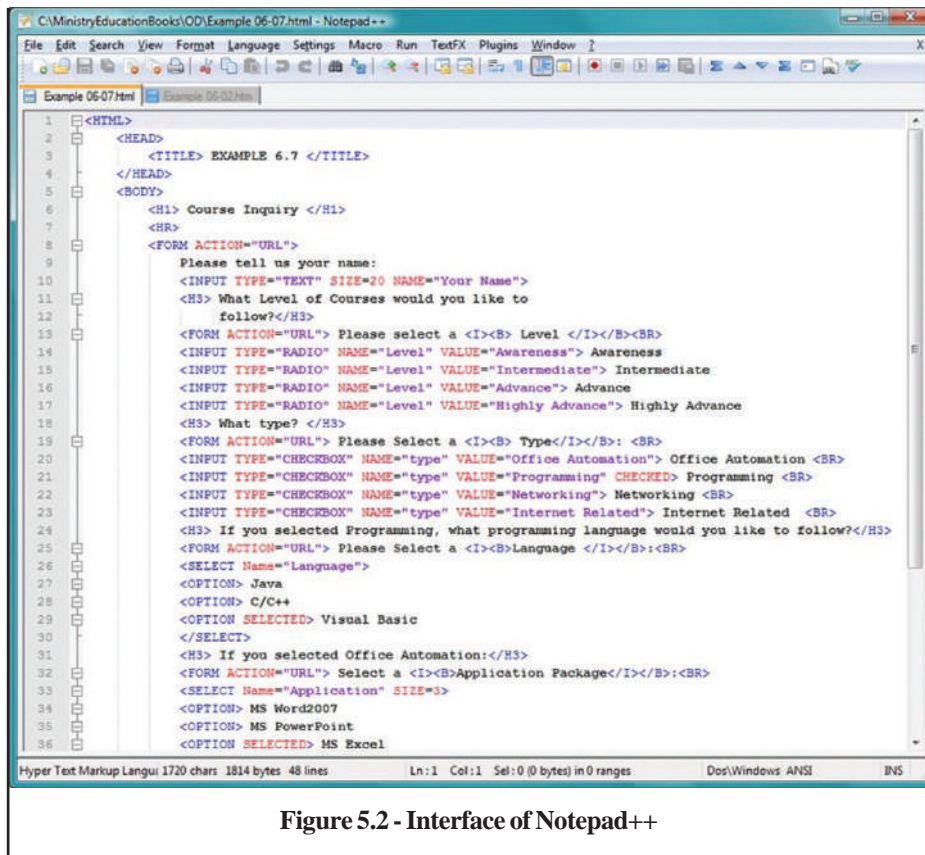 C:\MinistryEducationBooks\OD\Example 06-07.html - Notepad++
File Edit Search View Format Language Settings Macro Run TextFX Plugins Window ? X
Example 06-07.html Example 06-02.htm
1 <HTML>
2 <HEAD>
3 <TITLE> EXAMPLE 6.7 </TITLE>
4 </HEAD>
5 <BODY>
6 <H1> Course Inquiry </H1>
7 <HR>
8 <FORM ACTION="URL">
9 Please tell us your name:
10 <INPUT TYPE="TEXT" SIZE=20 NAME="Your Name">
11 <H3> What Level of Courses would you like to
12 follow?</H3>
13 <FORM ACTION="URL"> Please select a <I><B> Level </I></B><BR>
14 <INPUT TYPE="RADIO" NAME="Level" VALUE="Awareness"> Awareness
15 <INPUT TYPE="RADIO" NAME="Level" VALUE="Intermediate"> Intermediate
16 <INPUT TYPE="RADIO" NAME="Level" VALUE="Advance"> Advance
17 <INPUT TYPE="RADIO" NAME="Level" VALUE="Highly Advance"> Highly Advance
18 <H3> What type? </H3>
19 <FORM ACTION="URL"> Please Select a <I><B> Type</I></B>: <BR>
20 <INPUT TYPE="CHECKBOX" NAME="type" VALUE="Office Automation"> Office Automation <BR>
21 <INPUT TYPE="CHECKBOX" NAME="type" VALUE="Programming" CHECKED> Programming <BR>
22 <INPUT TYPE="CHECKBOX" NAME="type" VALUE="Networking"> Networking <BR>
23 <INPUT TYPE="CHECKBOX" NAME="type" VALUE="Internet Related"> Internet Related <BR>
24 <H3> If you selected Programming, what programming language would you like to follow?</H3>
25 <FORM ACTION="URL"> Please Select a <I><B>Language </I></B>:<BR>
26 <SELECT Name="Language">
27 <OPTION> Java
28 <OPTION> C/C++
29 <OPTION SELECTED> Visual Basic
30 </SELECT>
31 <H3> If you selected Office Automation:</H3>
32 <FORM ACTION="URL"> Select a <I><B>Application Package</I></B>:<BR>
33 <SELECT Name="Application" SIZE=3>
34 <OPTION> MS Word2007
35 <OPTION> MS PowerPoint
36 <OPTION SELECTED> MS Excel
Hyper Text Markup Langu 1720 chars 1814 bytes 48 lines Ln : 1 Col : 1 Sel : 0 (0 bytes) in 0 ranges Dos\Windows ANSI INS
Figure 5.2 - Interface of Notepad++